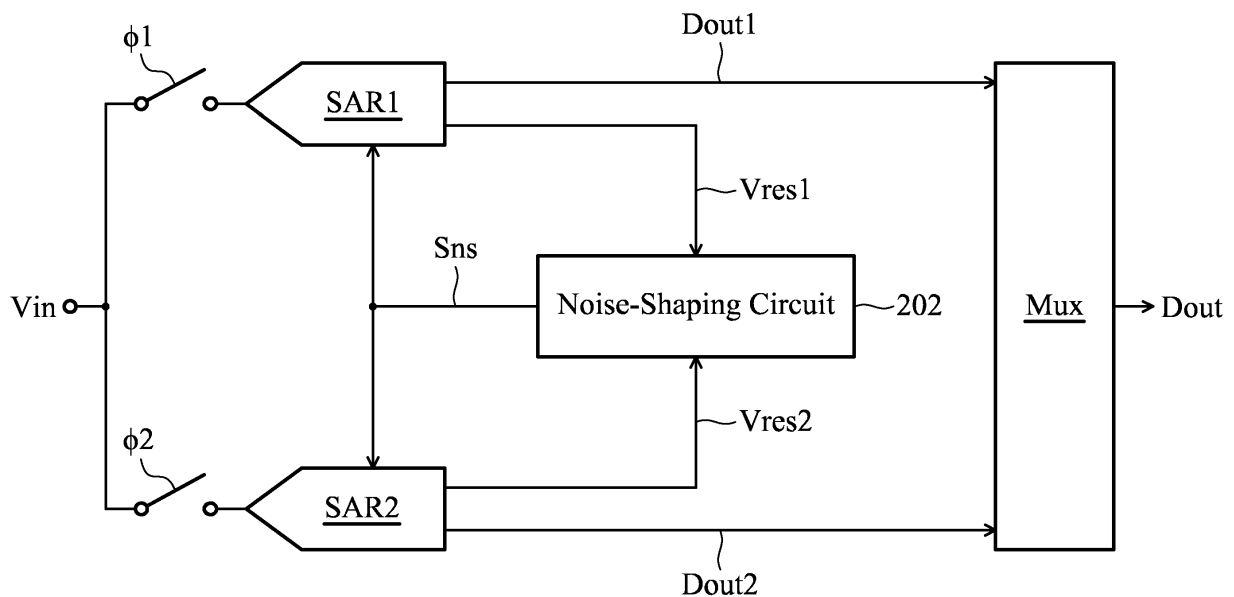 Dout1
ϕ1
SAR1
Vres1
Sns
Vin
Noise-Shaping Circuit
202
Mux
Dout
Vres2
ϕ2
SAR2
Dout2